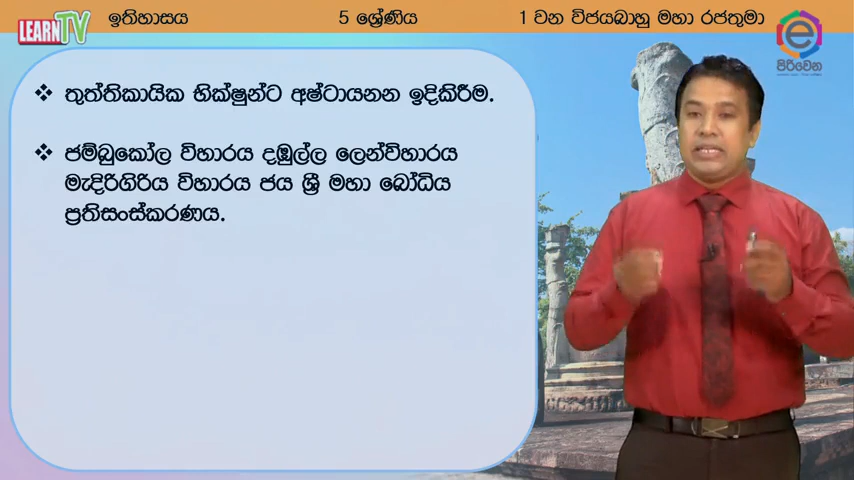 LEARN TV
ඉතිහාසය 5 ශ්‍රේණිය 1 වන විජයබාහු මහා රජතුමා
පිරිවෙන
❖ තුත්තිකායික භික්ෂුන්ට අෂ්ටායනන ඉදිකිරීම.
❖ ජම්බුකෝල විහාරය දඹුල්ල ලෙන්විහාරය
මැදිරිගිරිය විහාරය ජය ශ්‍රී මහා බෝධිය
ප්‍රතිසංස්කරණය.